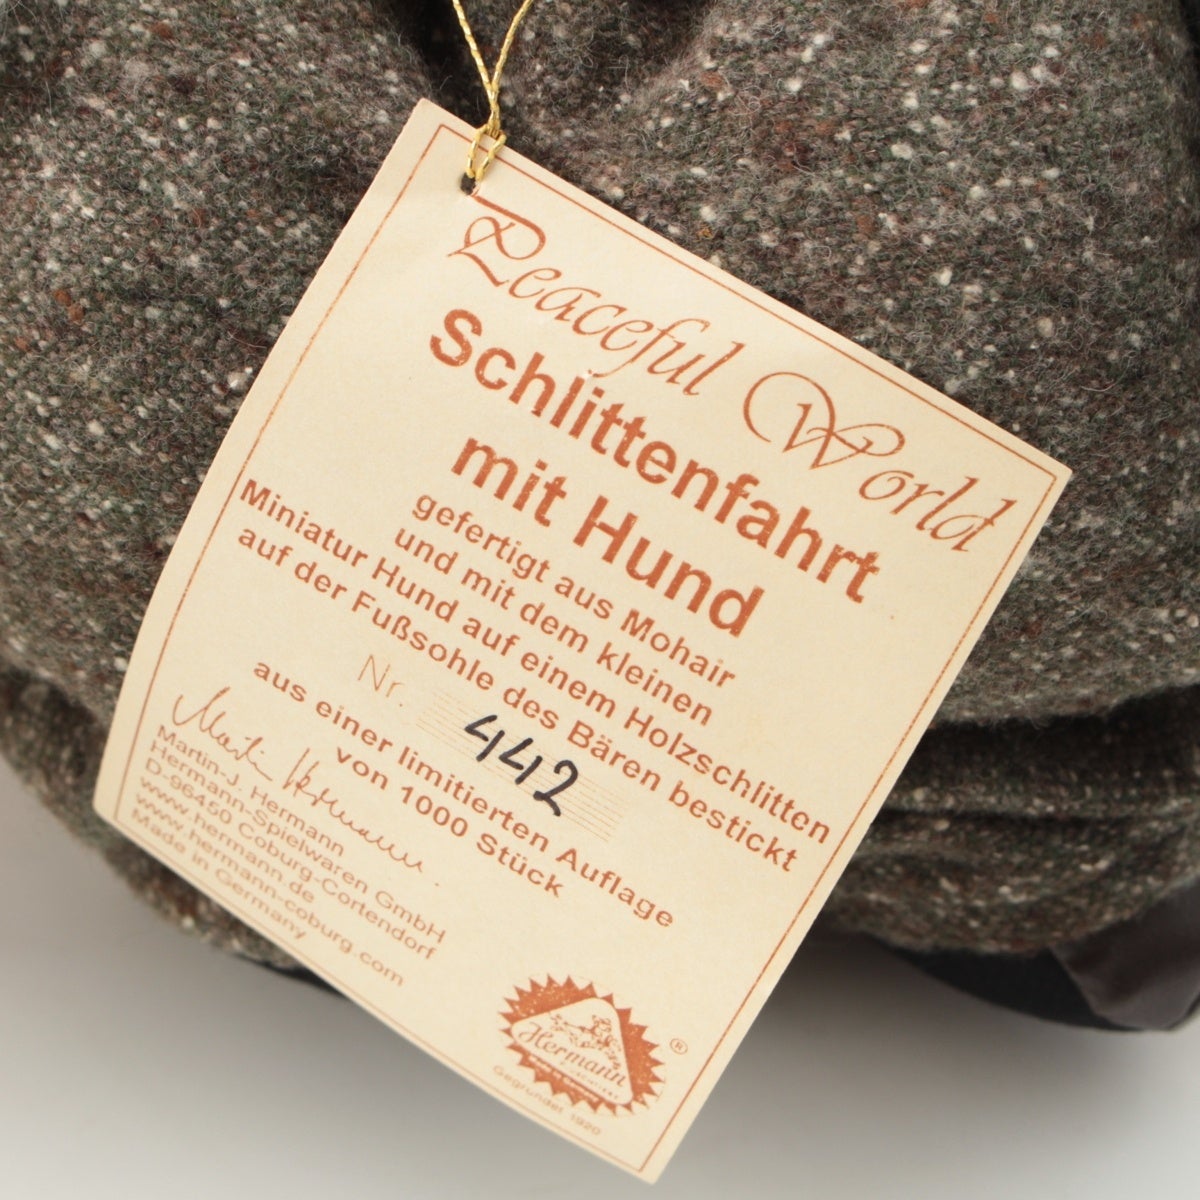 Peaceful World
Schlittenfahrt
mit Hund
gefertigt aus Mohair
und mit dem kleinen
Miniatur Hund auf einem Holzschlitten
auf der Fußsohle des Bären bestickt
Nr. 442
aus einer limitierten Auflage
von 1000 Stück
Martin Hermann
Martin-J. Hermann
Hermann-Spielwaren GmbH
D-96450 Coburg-Cortendorf
www.hermann.de
www.hermann-coburg.com
Made in Germany
Hermann
®
Gegründet 1920